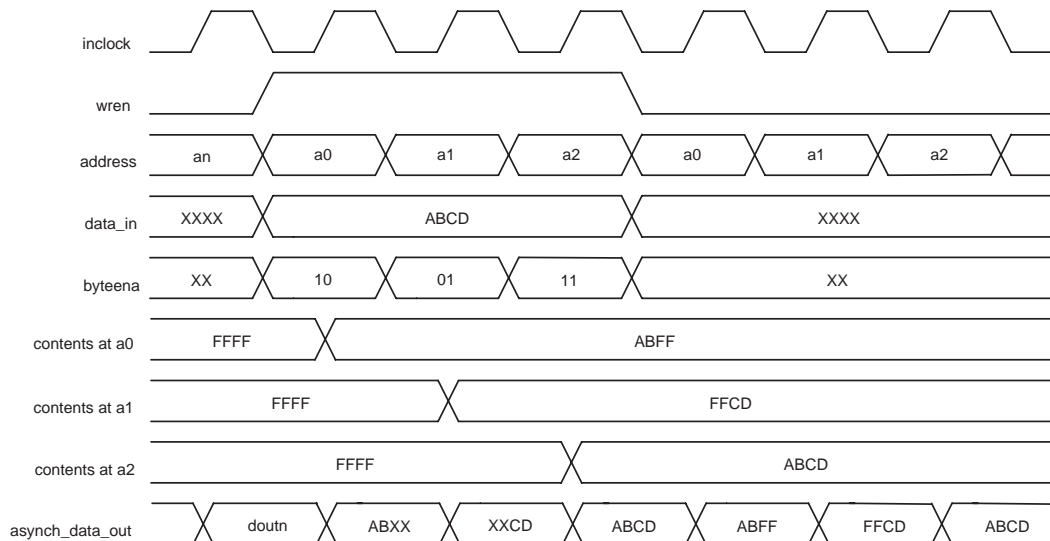 inclock
wren
address an a0 a1 a2 a0 a1 a2
data_in XXXX ABCD XXXX
byteena XX 10 01 11 XX
contents at a0 FFFF ABFF
contents at a1 FFFF FFCD
contents at a2 FFFF ABCD
asynch_data_out doutn ABXX XXCD ABCD ABFF FFCD ABCD